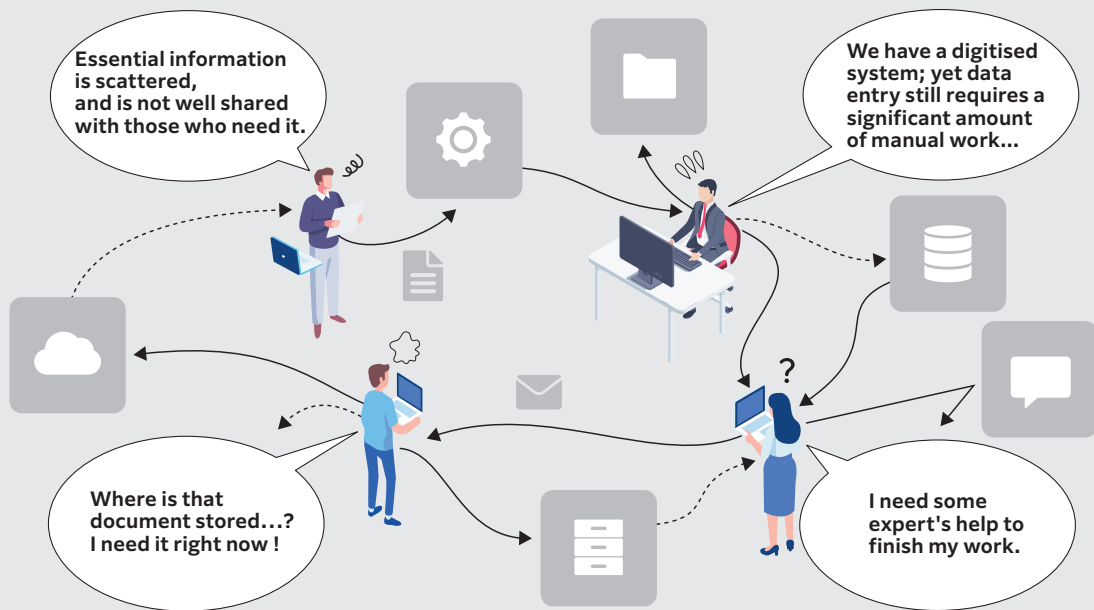 Essential information
is scattered,
and is not well shared
with those who need it.
We have a digitised
system; yet data
entry still requires a
significant amount
of manual work...
?
Where is that
document stored...?
I need it right now !
I need some
expert's help to
finish my work.